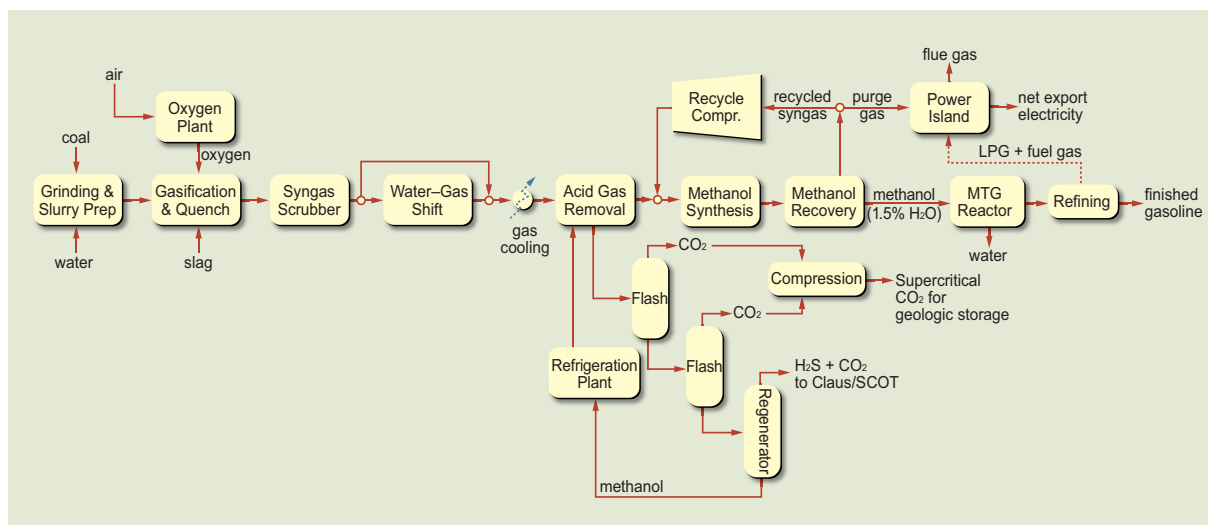 air
Oxygen
Plant
oxygen
coal
Grinding &
Slurry Prep
water
Gasification
& Quench
slag
Syngas
Scrubber
Water–Gas
Shift
gas
cooling
Acid Gas
Removal
Recycle
Compr.
recycled
syngas
purge
gas
flue gas
Power
Island
net export
electricity
LPG + fuel gas
Methanol
Synthesis
Methanol
Recovery
methanol
(1.5% H₂O)
MTG
Reactor
water
Refining
finished
gasoline
Flash
CO₂
Compression
Supercritical
CO₂ for
geologic storage
Flash
CO₂
Refrigeration
Plant
Regenerator
H₂S + CO₂
to Claus/SCOT
methanol